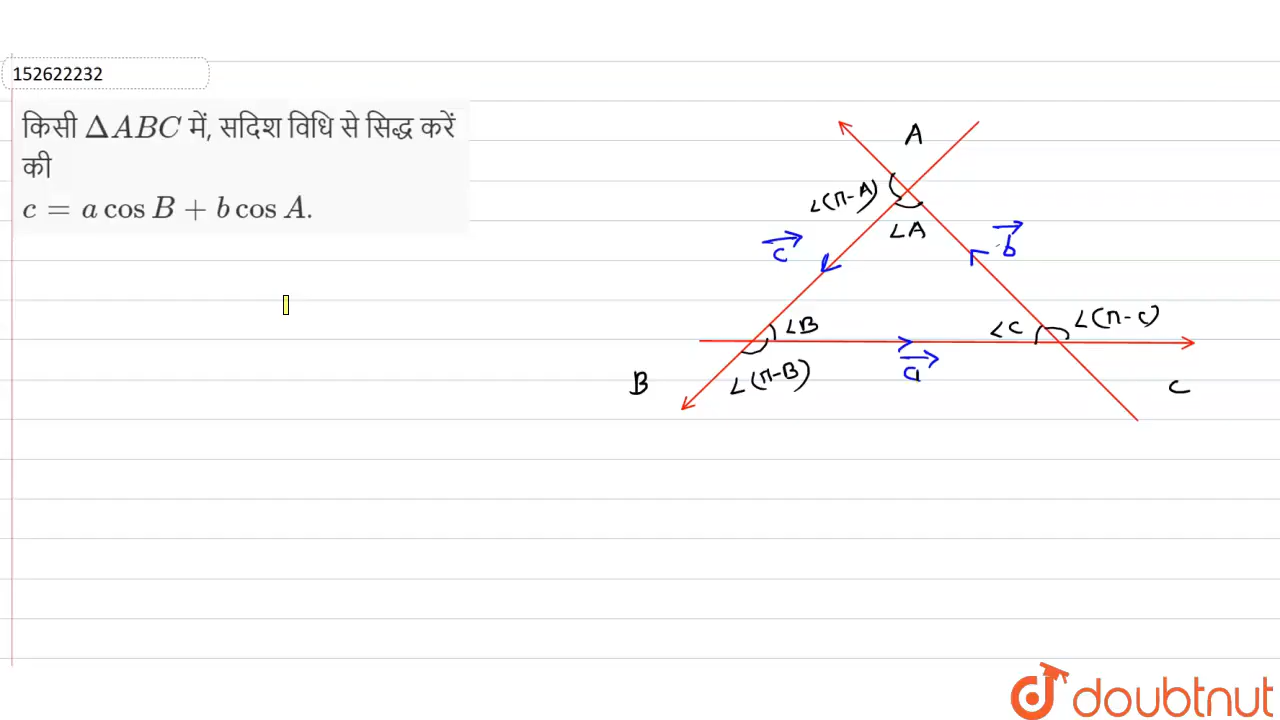 152622232
किसी ΔABC में, सदिश विधि से सिद्ध करें
की
c = a cos B + b cos A.
A
∠(π-A)
∠A
c
b
∠B
∠C
∠(π-c)
a
B
∠(π-B)
C
doubtnut